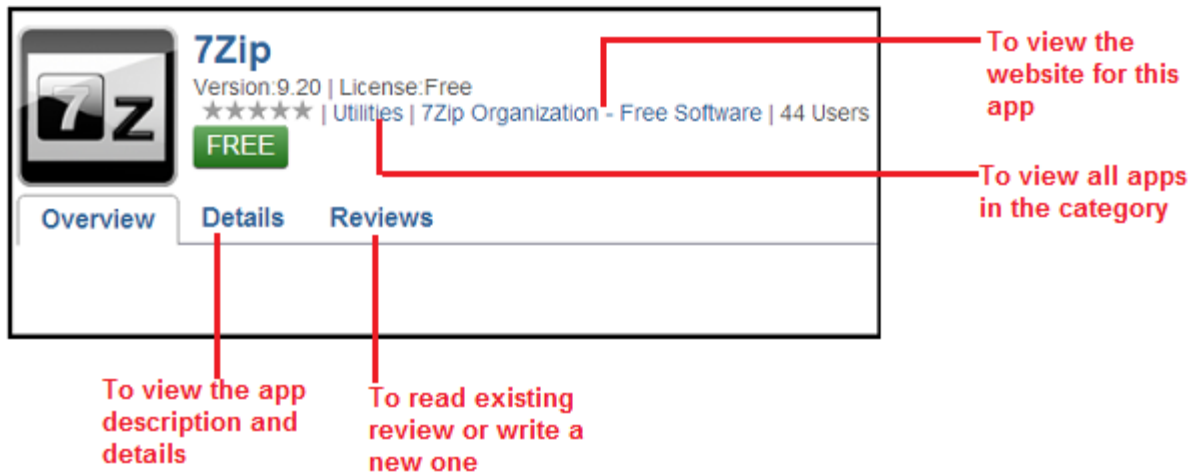 7Zip
Version:9.20 | License:Free
| Utilities | 7Zip Organization - Free Software | 44 Users
FREE
7z
Overview
Details
Reviews
To view the
website for this
app
To view all apps
in the category
To view the app
description and
details
To read existing
review or write a
new one